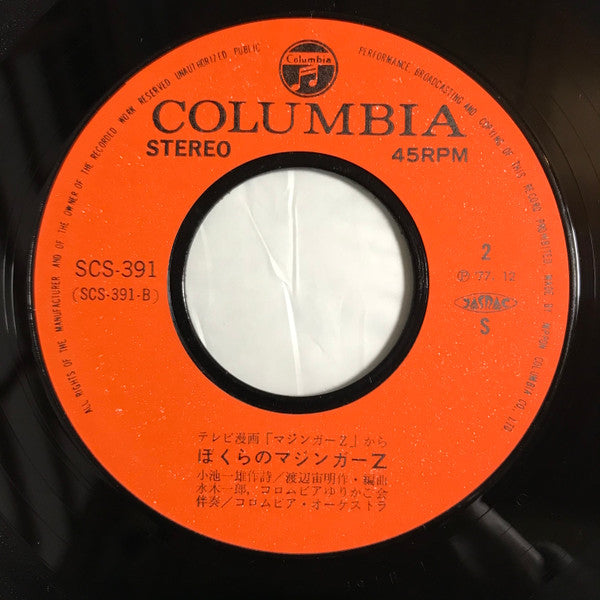 ALL RIGHTS OF THE MANUFACTURER AND OF THE OWNER OF THE RECORDED WORK RESERVED UNAUTHORIZED PUBLIC
PERFORMANCE BROADCASTING AND COPYING OF THIS RECORD PROHIBITED MADE BY NIPPON COLUMBIA CO., LTD.
Columbia
COLUMBIA
STEREO 45RPM
SCS-391 2
(SCS-391-B) Ⓟ '77. 12
JASRAC
S
テレビ漫画「マジンガーZ」から
ぼくらのマジンガーZ
小池一雄作詩/渡辺宙明作・編曲
水木一郎, コロムビアゆりかご会
伴奏/コロムビア・オーケストラ